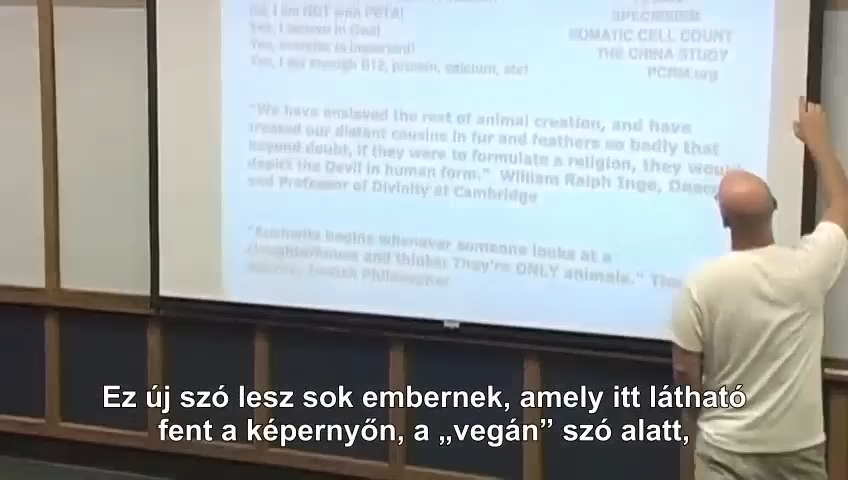 No, I am NOT with PETA!
Yes, I believe in God!
Yes, exercise is important!
Yes, I get enough B12, protein, calcium, etc!
SPECIESISM
SOMATIC CELL COUNT
THE CHINA STUDY
PCRM.org
"We have enslaved the rest of animal creation, and have
treated our distant cousins in fur and feathers so badly that
beyond doubt, if they were to formulate a religion, they would
depict the Devil in human form." William Ralph Inge, Dean
and Professor of Divinity at Cambridge
"Auschwitz begins whenever someone looks at a
slaughterhouse and thinks: They're ONLY animals."
Jewish Philosopher
Ez új szó lesz sok embernek, amely itt látható
fent a képernyőn, a „vegán” szó alatt,